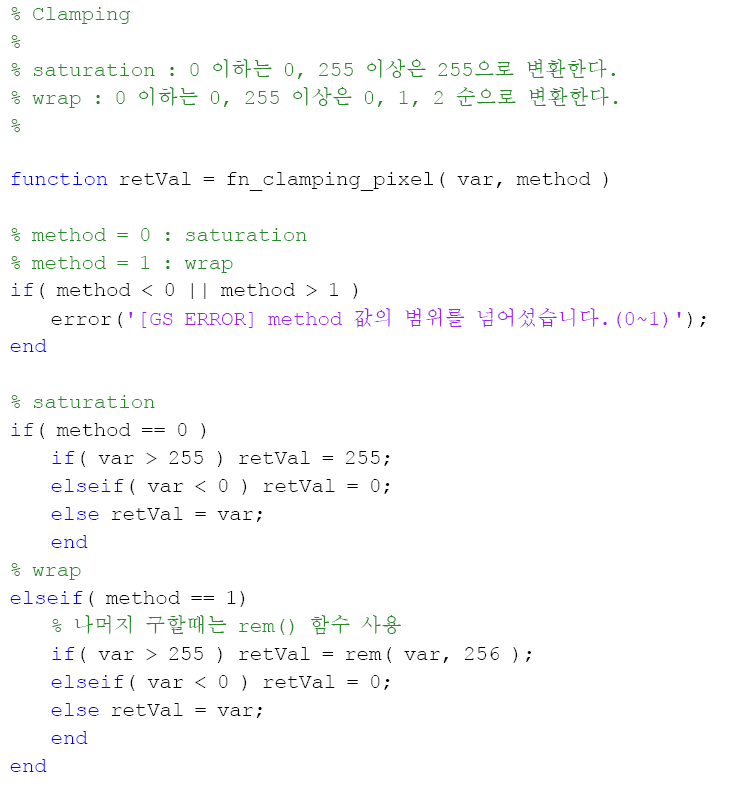 % Clamping
%
% saturation : 0 이하는 0, 255 이상은 255으로 변환한다.
% wrap : 0 이하는 0, 255 이상은 0, 1, 2 순으로 변환한다.
%
function retVal = fn_clamping_pixel( var, method )
% method = 0 : saturation
% method = 1 : wrap
if( method < 0 || method > 1 )
error('[GS ERROR] method 값의 범위를 넘어섰습니다.(0~1)');
end
% saturation
if( method == 0 )
if( var > 255 ) retVal = 255;
elseif( var < 0 ) retVal = 0;
else retVal = var;
end
% wrap
elseif( method == 1)
% 나머지 구할때는 rem() 함수 사용
if( var > 255 ) retVal = rem( var, 256 );
elseif( var < 0 ) retVal = 0;
else retVal = var;
end
end